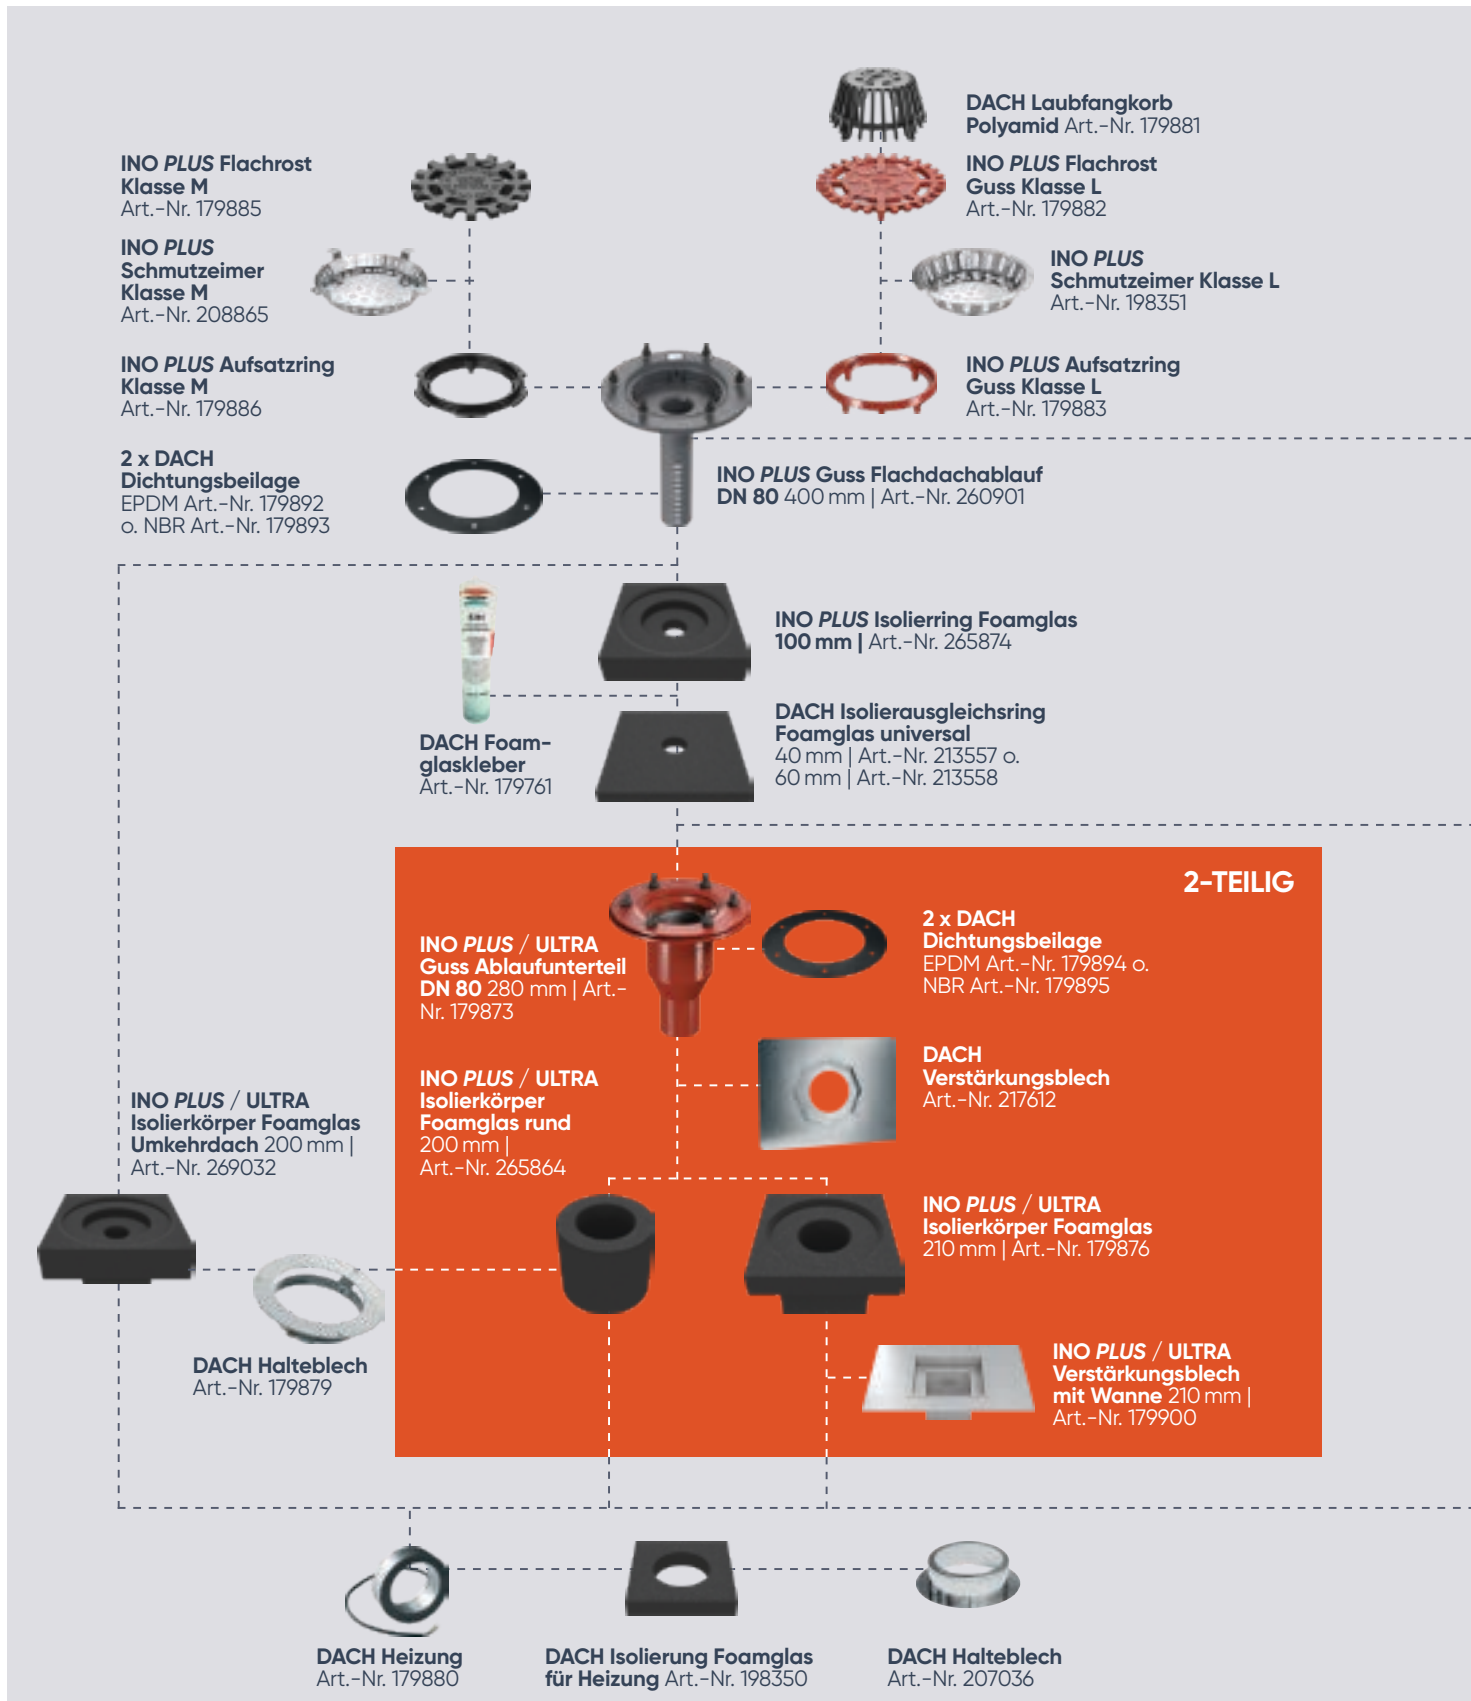 DACH Laubfangkorb
Polyamid Art.-Nr. 179881
INO PLUS Flachrost
Klasse M
Art.-Nr. 179885
INO PLUS Flachrost
Guss Klasse L
Art.-Nr. 179882
INO PLUS
Schmutzeimer
Klasse M
Art.-Nr. 208865
INO PLUS
Schmutzeimer Klasse L
Art.-Nr. 198351
INO PLUS Aufsatzring
Klasse M
Art.-Nr. 179886
INO PLUS Aufsatzring
Guss Klasse L
Art.-Nr. 179883
2 x DACH
Dichtungsbeilage
EPDM Art.-Nr. 179892
o. NBR Art.-Nr. 179893
INO PLUS Guss Flachdachablauf
DN 80 400 mm | Art.-Nr. 260901
INO PLUS Isolierring Foamglas
100 mm | Art.-Nr. 265874
DACH Foam-
glaskleber
Art.-Nr. 179761
DACH Isolierausgleichsring
Foamglas universal
40 mm | Art.-Nr. 213557 o.
60 mm | Art.-Nr. 213558
2-TEILIG
INO PLUS / ULTRA
Guss Ablaufunterteil
DN 80 280 mm | Art.-
Nr. 179873
2 x DACH
Dichtungsbeilage
EPDM Art.-Nr. 179894 o.
NBR Art.-Nr. 179895
DACH
Verstärkungsblech
Art.-Nr. 217612
INO PLUS / ULTRA
Isolierkörper
Foamglas rund
200 mm |
Art.-Nr. 265864
INO PLUS / ULTRA
Isolierkörper Foamglas
Umkehrdach 200 mm |
Art.-Nr. 269032
INO PLUS / ULTRA
Isolierkörper Foamglas
210 mm | Art.-Nr. 179876
DACH Halteblech
Art.-Nr. 179879
INO PLUS / ULTRA
Verstärkungsblech
mit Wanne 210 mm |
Art.-Nr. 179900
DACH Heizung
Art.-Nr. 179880
DACH Isolierung Foamglas
für Heizung Art.-Nr. 198350
DACH Halteblech
Art.-Nr. 207036